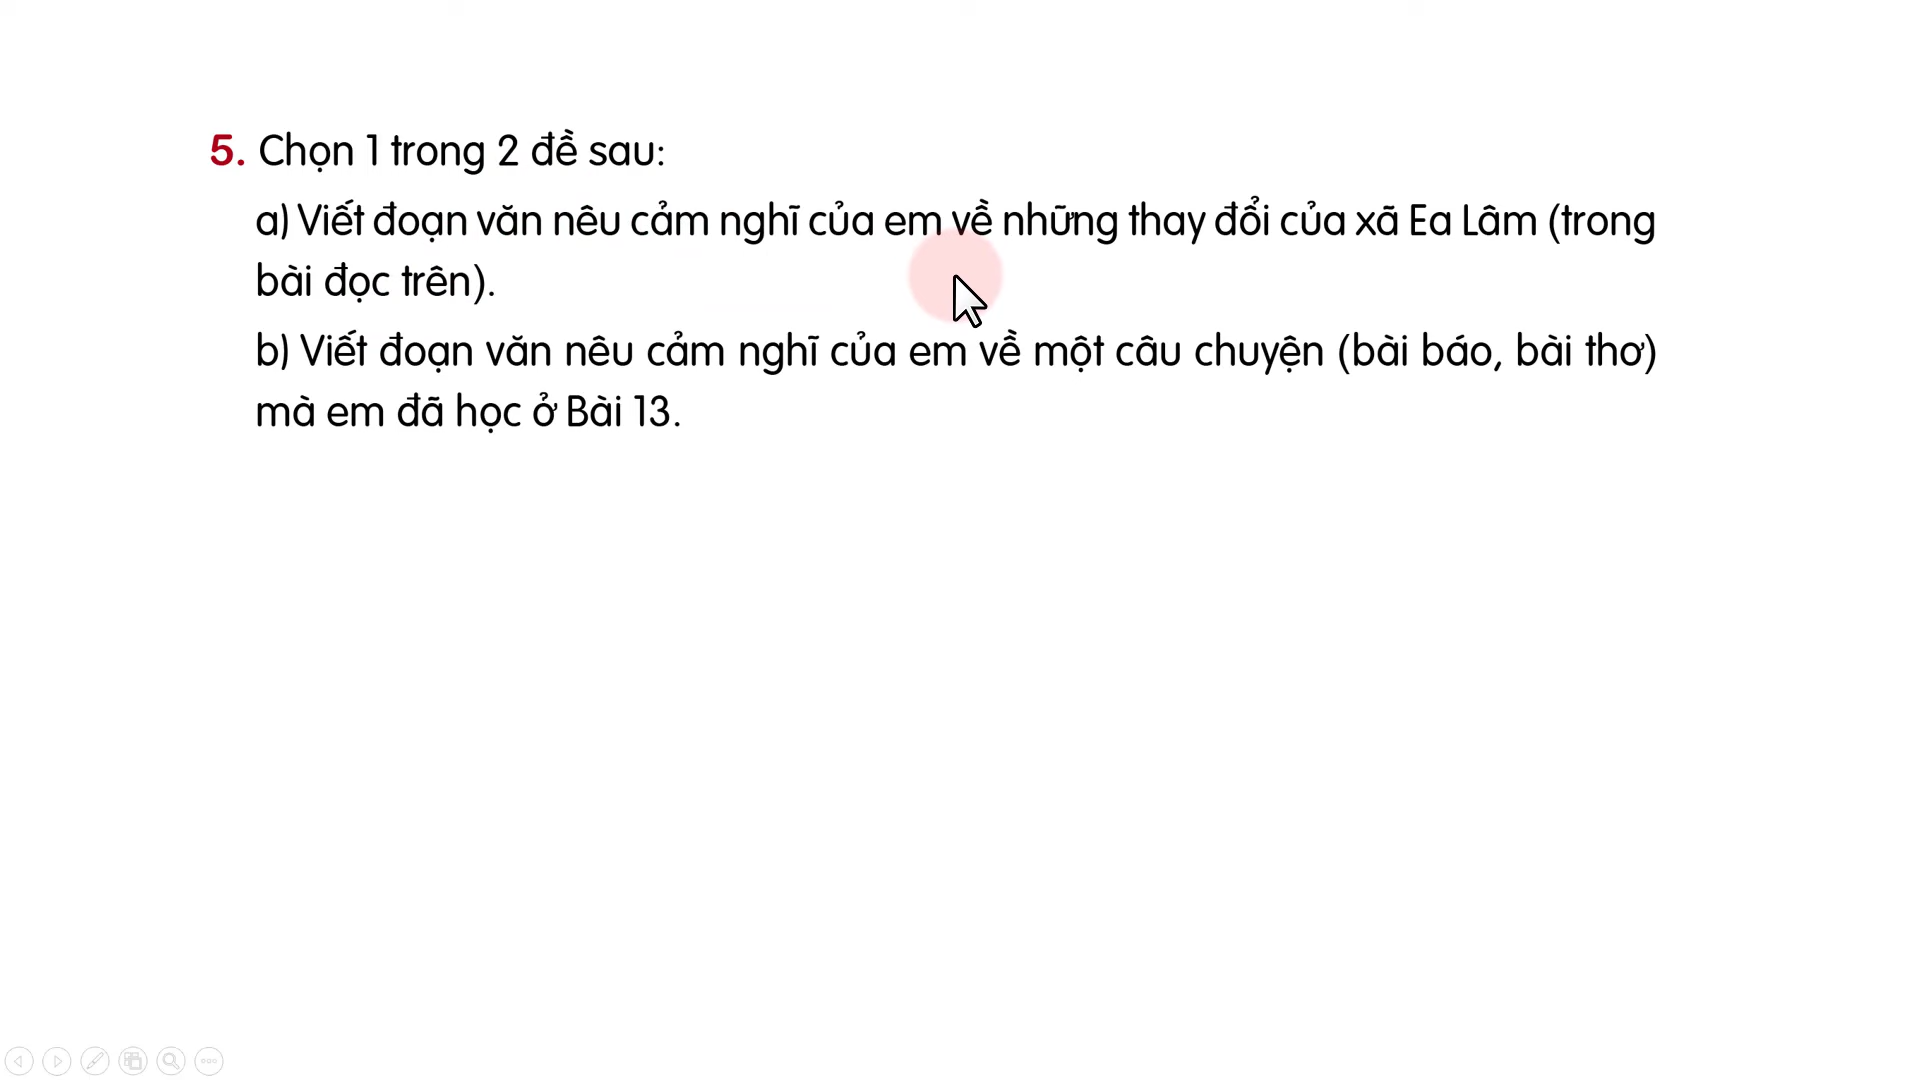 5. Chọn 1 trong 2 đề sau:
a) Viết đoạn văn nêu cảm nghĩ của em về những thay đổi của xã Ea Lâm (trong
bài đọc trên).
b) Viết đoạn văn nêu cảm nghĩ của em về một câu chuyện (bài báo, bài thơ)
mà em đã học ở Bài 13.